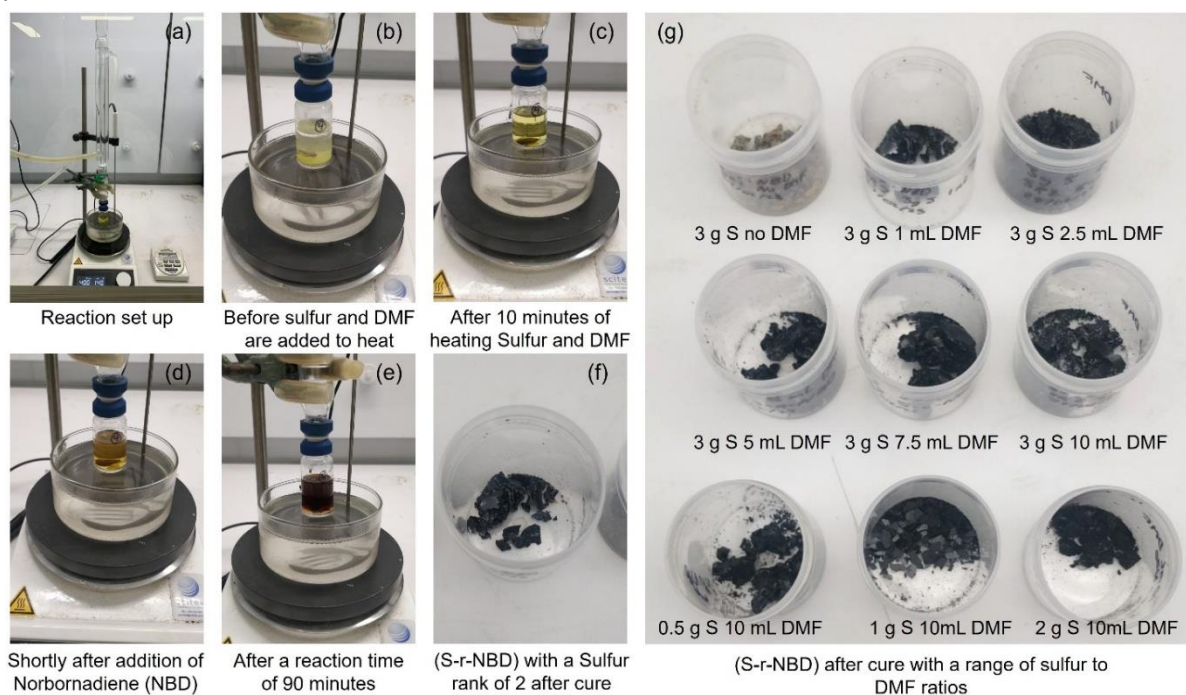 (a)
Reaction set up
(b)
Before sulfur and DMF
are added to heat
(c)
After 10 minutes of
heating Sulfur and DMF
(d)
Shortly after addition of
Norbornadiene (NBD)
(e)
After a reaction time
of 90 minutes
(f)
(S-r-NBD) with a Sulfur
rank of 2 after cure
(g)
3 g S no DMF
3 g S 1 mL DMF
3 g S 2.5 mL DMF
3 g S 5 mL DMF
3 g S 7.5 mL DMF
3 g S 10 mL DMF
0.5 g S 10 mL DMF
1 g S 10mL DMF
2 g S 10mL DMF
(S-r-NBD) after cure with a range of sulfur to
DMF ratios